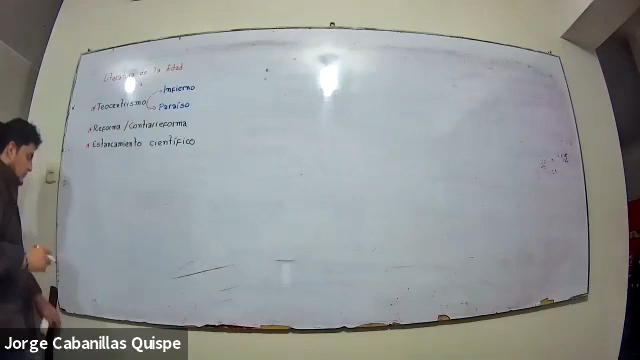 Literatura de la Edad
Teocentrismo
Infierno
Paraíso
Reforma / Contrarreforma
Estancamiento científico
Jorge Cabanillas Quispe